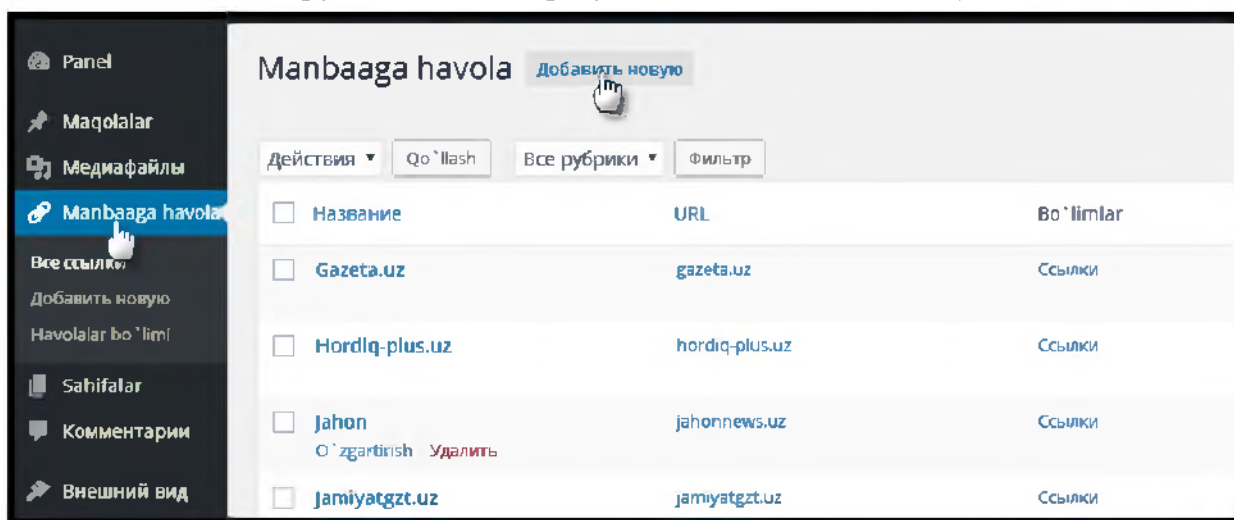 Panel
Maqolalar
Медиафайлы
Manbaaga havola
Все ссылки
Добавить новую
Havolalar bo`limi
Sahifalar
Комментарии
Внешний вид
Manbaaga havola Добавить новую
Действия Qo`llash Все рубрики Фильтр
Название URL Bo`limlar
Gazeta.uz gazeta.uz Ссылки
Hordiq-plus.uz hordiq-plus.uz Ссылки
Jahon jahonnews.uz Ссылки
O`zgartirish Удалить
Jamiyatgzt.uz jamiyatgzt.uz Ссылки